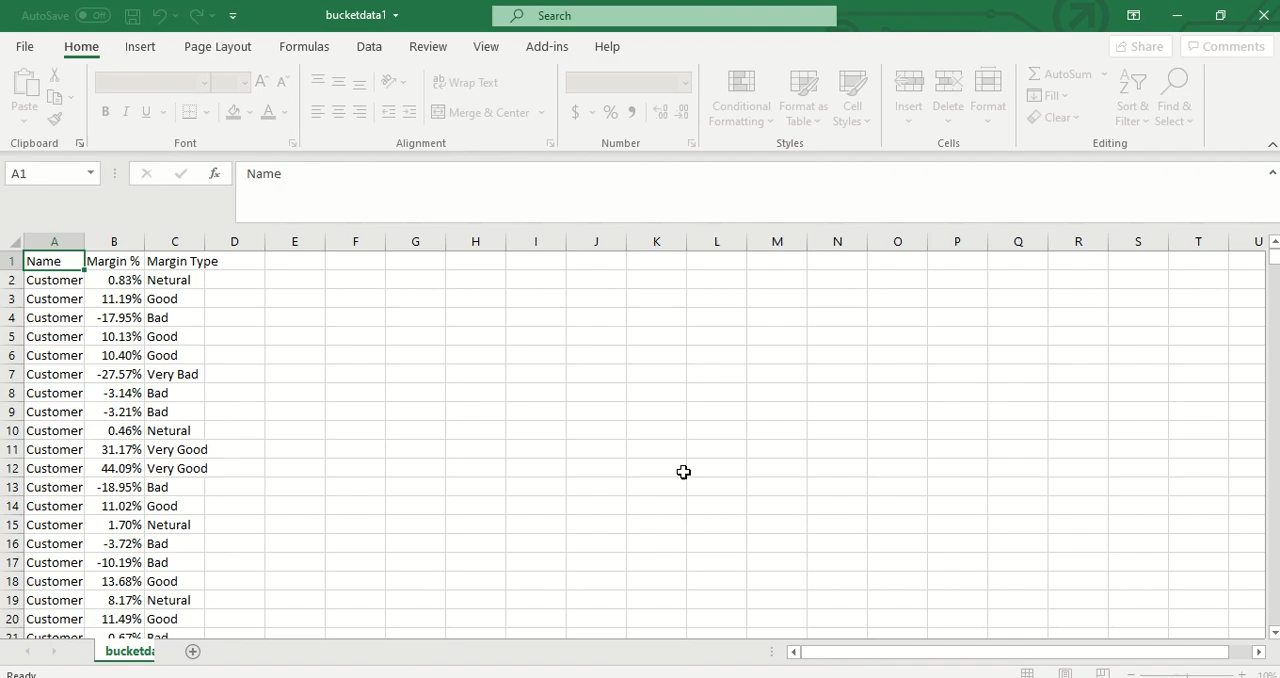 AutoSave Off bucketdata1 Search
File Home Insert Page Layout Formulas Data Review View Add-ins Help Share Comments
Paste B I U ab Wrap Text Merge & Center $ % Conditional Formatting Format as Table Cell Styles Insert Delete Format AutoSum Fill Clear Sort & Filter Find & Select
Clipboard Font Alignment Number Styles Cells Editing
A1 fx Name
A B C D E F G H I J K L M N O P Q R S T U
1 Name Margin % Margin Type
2 Customer 0.83% Netural
3 Customer 11.19% Good
4 Customer -17.95% Bad
5 Customer 10.13% Good
6 Customer 10.40% Good
7 Customer -27.57% Very Bad
8 Customer -3.14% Bad
9 Customer -3.21% Bad
10 Customer 0.46% Netural
11 Customer 31.17% Very Good
12 Customer 44.09% Very Good
13 Customer -18.95% Bad
14 Customer 11.02% Good
15 Customer 1.70% Netural
16 Customer -3.72% Bad
17 Customer -10.19% Bad
18 Customer 13.68% Good
19 Customer 8.17% Netural
20 Customer 11.49% Good
21 Customer Bad
bucketda
Ready